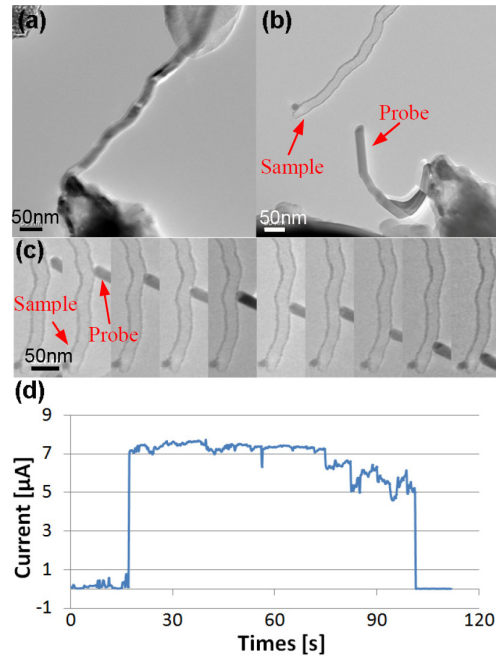 (a)
50nm
(b)
Probe
Sample
50nm
(c)
Sample
Probe
50nm
(d)
9
7
5
3
1
-1
Current [µA]
0 30 60 90 120
Times [s]